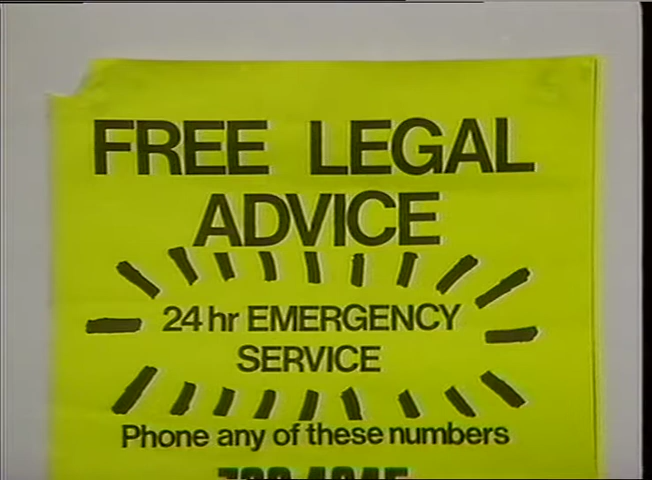 FREE LEGAL
ADVICE
24 hr EMERGENCY
SERVICE
Phone any of these numbers